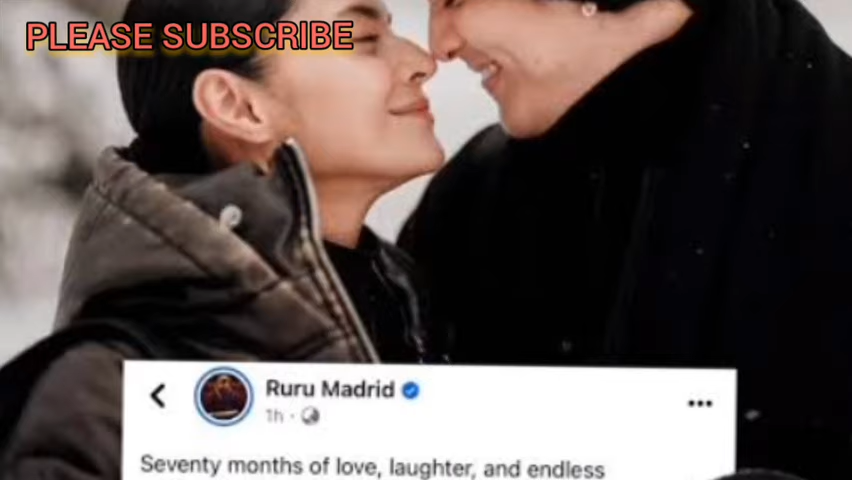 PLEASE SUBSCRIBE
Ruru Madrid
1h ·
Seventy months of love, laughter, and endless